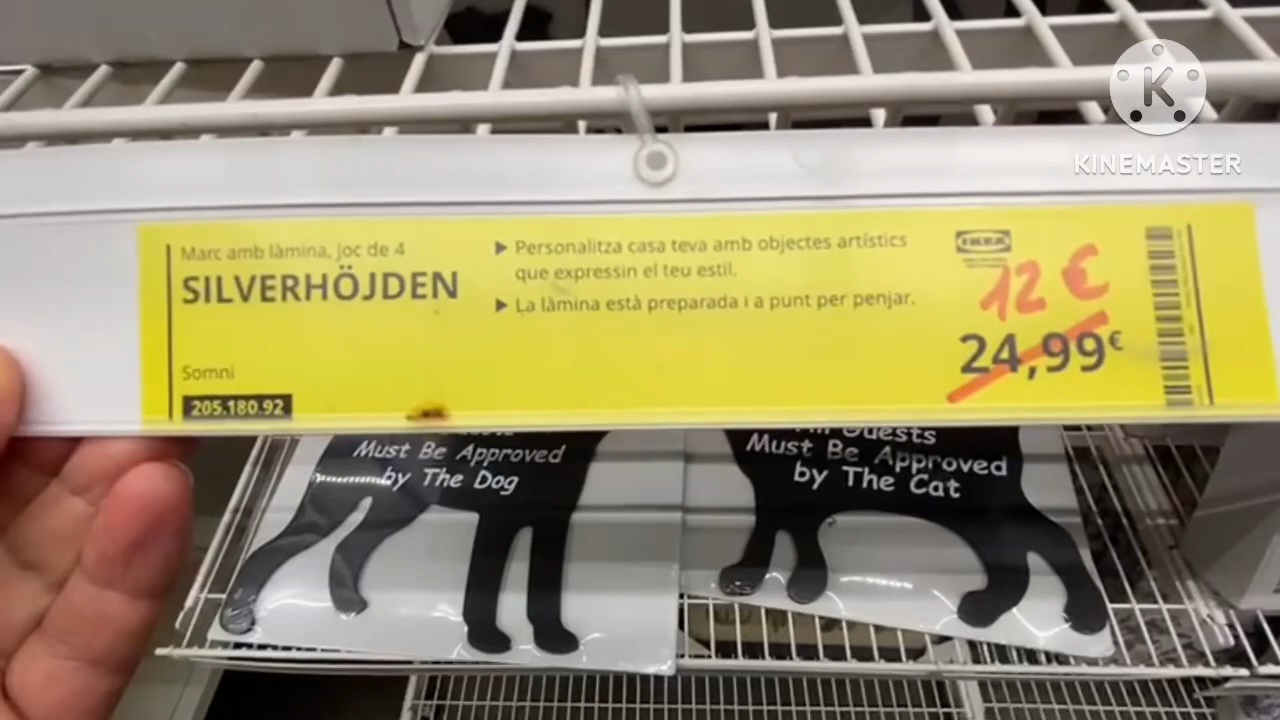 KINEMASTER
Marc amb làmina, joc de 4
SILVERHÖJDEN
Somni
205.180.92
▶ Personalitza casa teva amb objectes artístics
que expressin el teu estil.
▶ La làmina està preparada i a punt per penjar.
IKEA
12 €
24,99€
Must Be Approved
by The Dog
All Guests
Must Be Approved
by The Cat